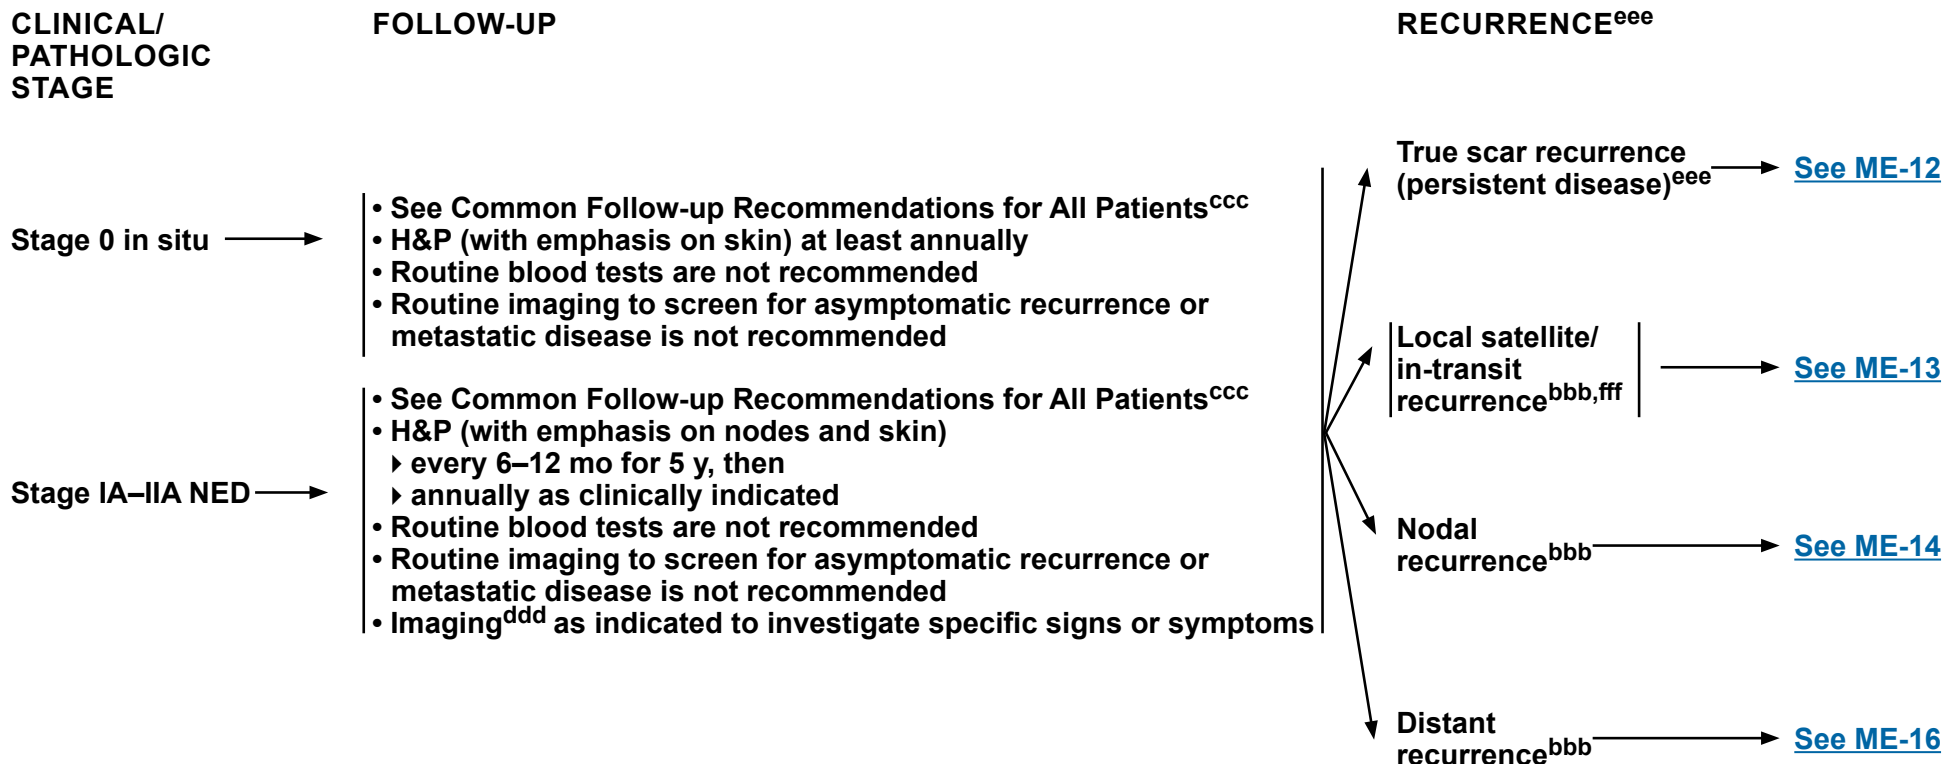 CLINICAL/
PATHOLOGIC
STAGE
FOLLOW-UP
RECURRENCEeee
Stage 0 in situ
• See Common Follow-up Recommendations for All Patientsccc
• H&P (with emphasis on skin) at least annually
• Routine blood tests are not recommended
• Routine imaging to screen for asymptomatic recurrence or
metastatic disease is not recommended
Stage IA–IIA NED
• See Common Follow-up Recommendations for All Patientsccc
• H&P (with emphasis on nodes and skin)
▸ every 6–12 mo for 5 y, then
▸ annually as clinically indicated
• Routine blood tests are not recommended
• Routine imaging to screen for asymptomatic recurrence or
metastatic disease is not recommended
• Imagingddd as indicated to investigate specific signs or symptoms
True scar recurrence
(persistent disease)eee
See ME-12
Local satellite/
in-transit
recurrencebbb,fff
See ME-13
Nodal
recurrencebbb
See ME-14
Distant
recurrencebbb
See ME-16